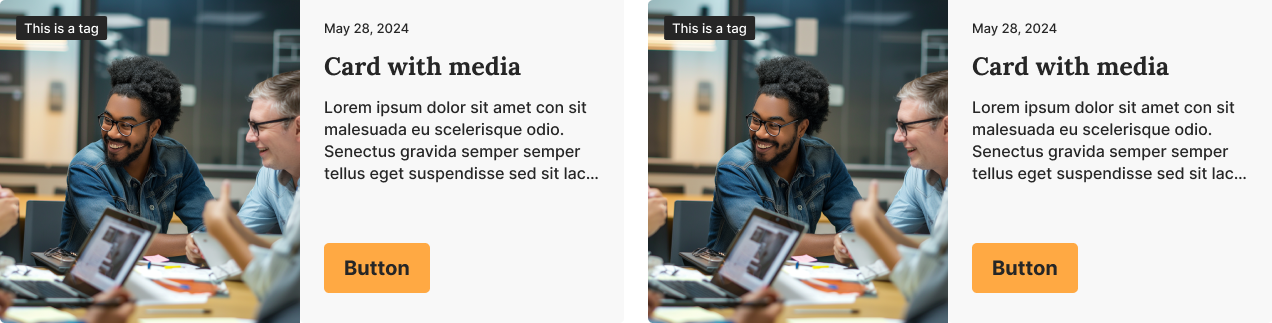 This is a tag
May 28, 2024
Card with media
Lorem ipsum dolor sit amet con sit
malesuada eu scelerisque odio.
Senectus gravida semper semper
tellus eget suspendisse sed sit lac...
Button
This is a tag
May 28, 2024
Card with media
Lorem ipsum dolor sit amet con sit
malesuada eu scelerisque odio.
Senectus gravida semper semper
tellus eget suspendisse sed sit lac...
Button